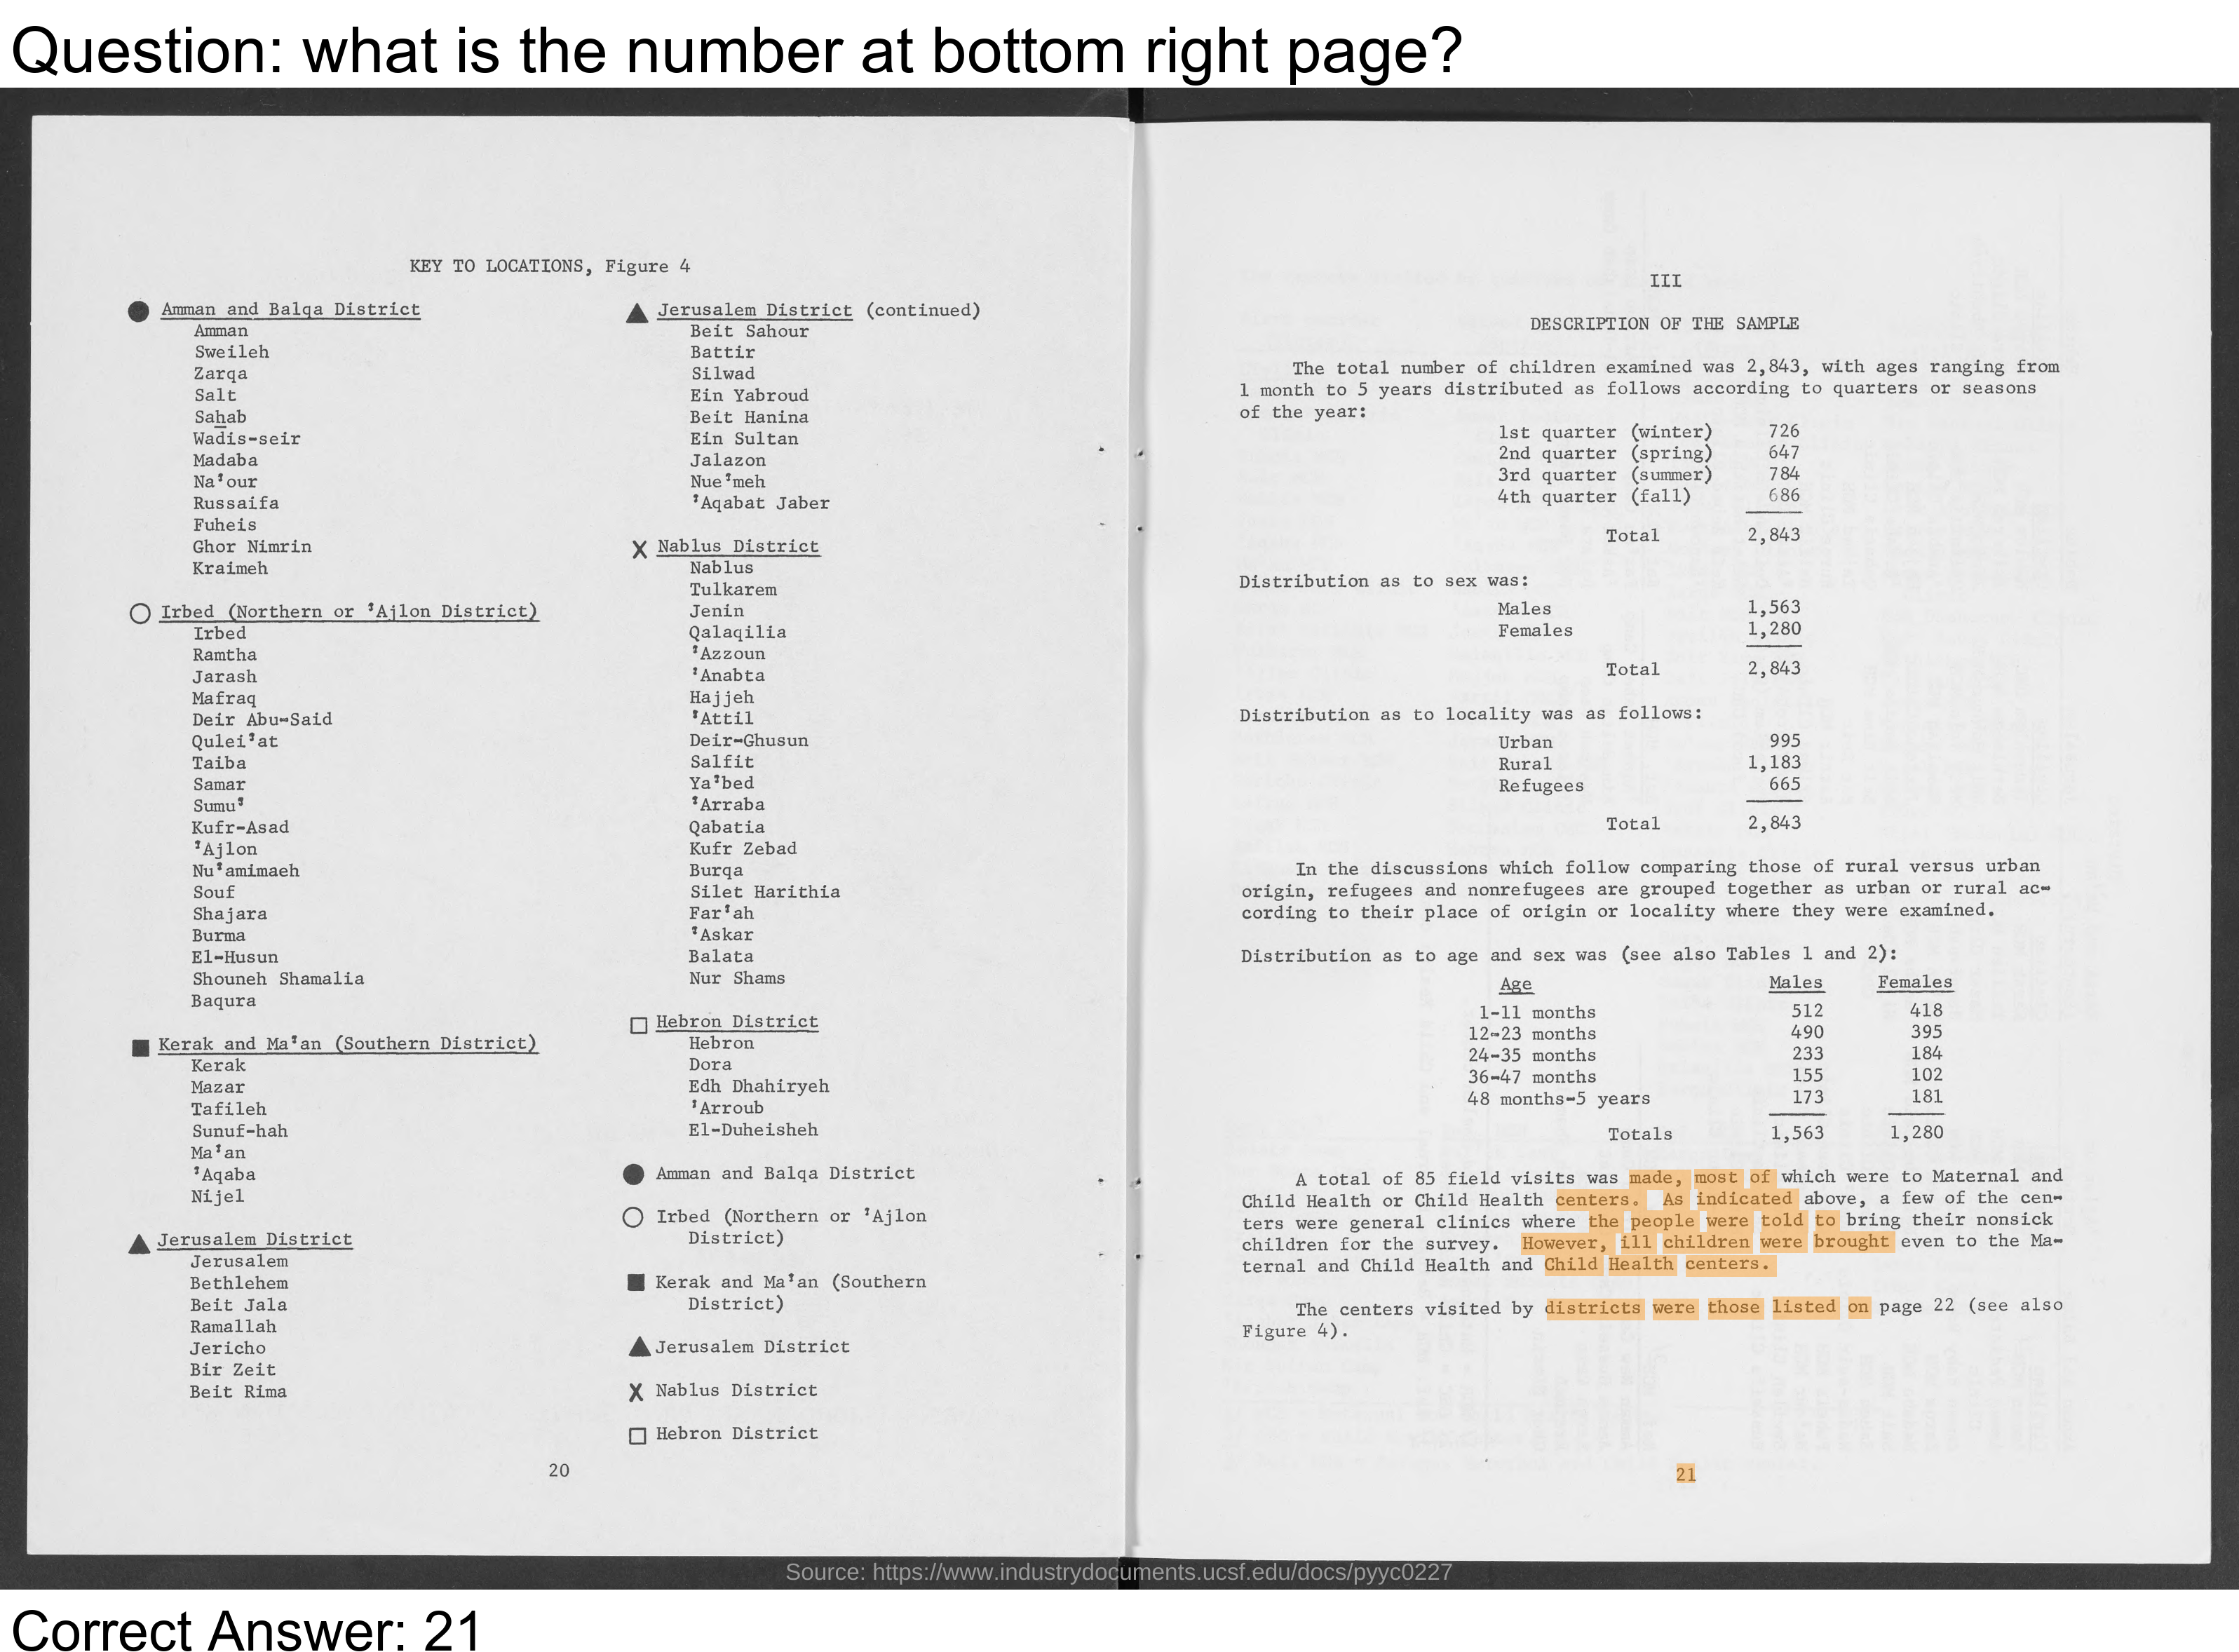 Question: what is the number at bottom right page?
KEY TO LOCATIONS, Figure 4
Amman and Balqa District
Amman
Sweileh
Zarqa
Salt
Sahab
Wadis-seir
Madaba
Na'our
Russaifa
Fuheis
Ghor Nimrin
Kraimeh
Irbed (Northern or 'Ajlon District)
Irbed
Ramtha
Jarash
Mafraq
Deir Abu-Said
Qulei'at
Taiba
Samar
Sumu'
Kufr-Asad
'Ajlon
Nu'amimaeh
Souf
Shajara
Burma
El-Husun
Shouneh Shamalia
Baqura
Kerak and Ma'an (Southern District)
Kerak
Mazar
Tafileh
Sunuf-hah
Ma'an
'Aqaba
Nijel
Jerusalem District
Jerusalem
Bethlehem
Beit Jala
Ramallah
Jericho
Bir Zeit
Beit Rima
Jerusalem District (continued)
Beit Sahour
Battir
Silwad
Ein Yabroud
Beit Hanina
Ein Sultan
Jalazon
Nue'meh
'Aqabat Jaber
X Nablus District
Nablus
Tulkarem
Jenin
Qalaqilia
'Azzoun
'Anabta
Hajjeh
'Attil
Deir-Ghusun
Salfit
Ya'bed
'Arraba
Qabatia
Kufr Zebad
Burqa
Silet Harithia
Far'ah
'Askar
Balata
Nur Shams
Hebron District
Hebron
Dora
Edh Dhahiryeh
'Arroub
El-Duheisheh
Amman and Balqa District
Irbed (Northern or 'Ajlon
District)
Kerak and Ma'an (Southern
District)
Jerusalem District
X Nablus District
Hebron District
20
III
DESCRIPTION OF THE SAMPLE
The total number of children examined was 2,843, with ages ranging from
1 month to 5 years distributed as follows according to quarters or seasons
of the year:
1st quarter (winter) 726
2nd quarter (spring) 647
3rd quarter (summer) 784
4th quarter (fall) 686
Total 2,843
Distribution as to sex was:
Males 1,563
Females 1,280
Total 2,843
Distribution as to locality was as follows:
Urban 995
Rural 1,183
Refugees 665
Total 2,843
In the discussions which follow comparing those of rural versus urban
origin, refugees and nonrefugees are grouped together as urban or rural ac-
cording to their place of origin or locality where they were examined.
Distribution as to age and sex was (see also Tables 1 and 2):
Age Males Females
1-11 months 512 418
12-23 months 490 395
24-35 months 233 184
36-47 months 155 102
48 months-5 years 173 181
Totals 1,563 1,280
A total of 85 field visits was made, most of which were to Maternal and
Child Health or Child Health centers. As indicated above, a few of the cen-
ters were general clinics where the people were told to bring their nonsick
children for the survey. However, ill children were brought even to the Ma-
ternal and Child Health and Child Health centers.
The centers visited by districts were those listed on page 22 (see also
Figure 4).
21
Source: https://www.industrydocuments.ucsf.edu/docs/pyyc0227
Correct Answer: 21